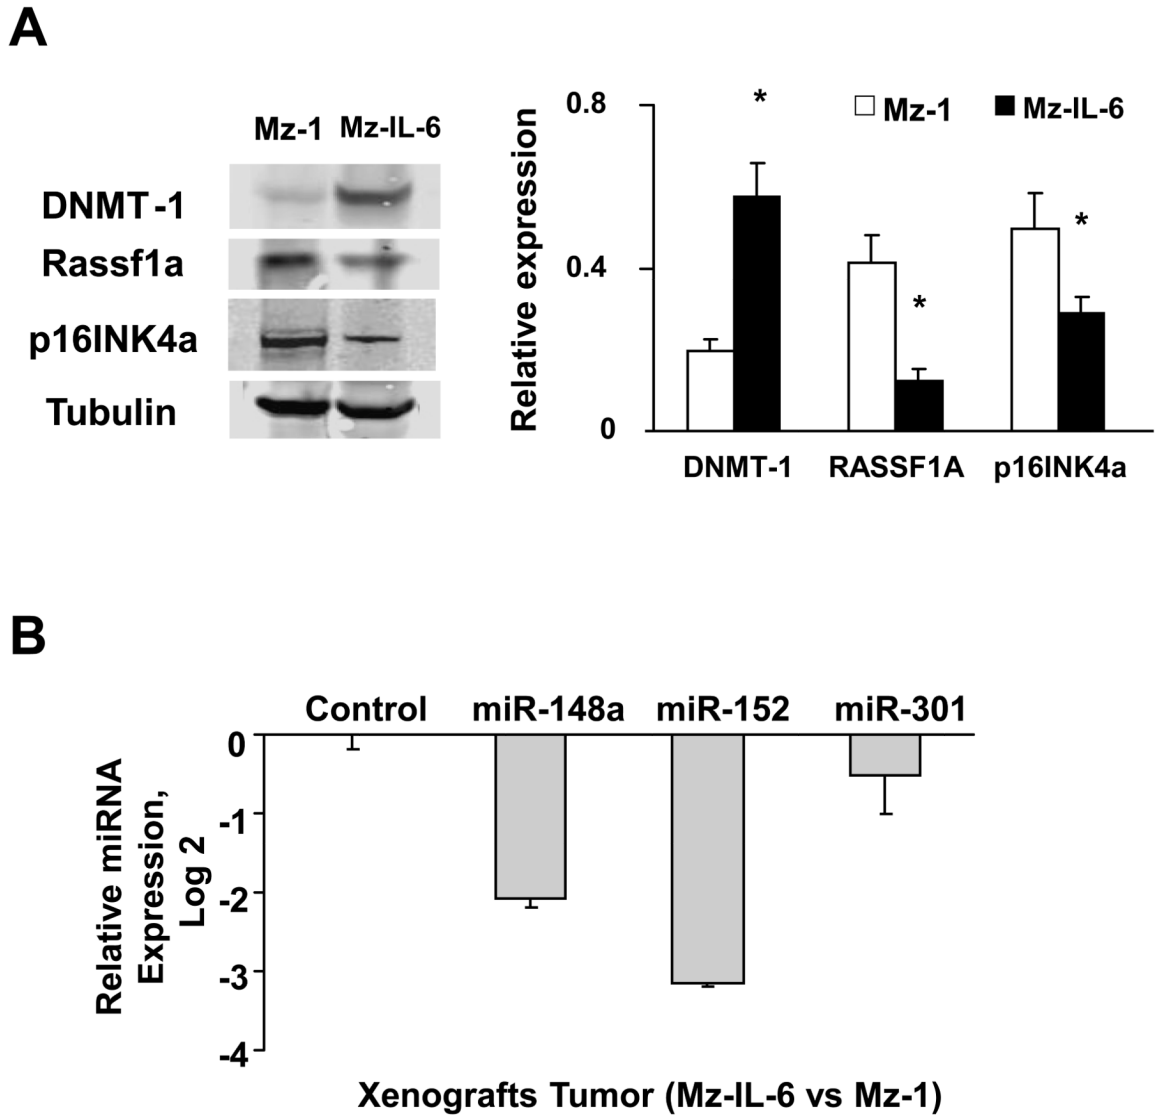 A
Mz-1 Mz-IL-6
DNMT-1
Rassf1a
p16INK4a
Tubulin
Relative expression
0.8
0.4
0
*
*
*
Mz-1
Mz-IL-6
DNMT-1 RASSF1A p16INK4a
B
Control miR-148a miR-152 miR-301
Relative miRNA
Expression,
Log 2
0
-1
-2
-3
-4
Xenografts Tumor (Mz-IL-6 vs Mz-1)